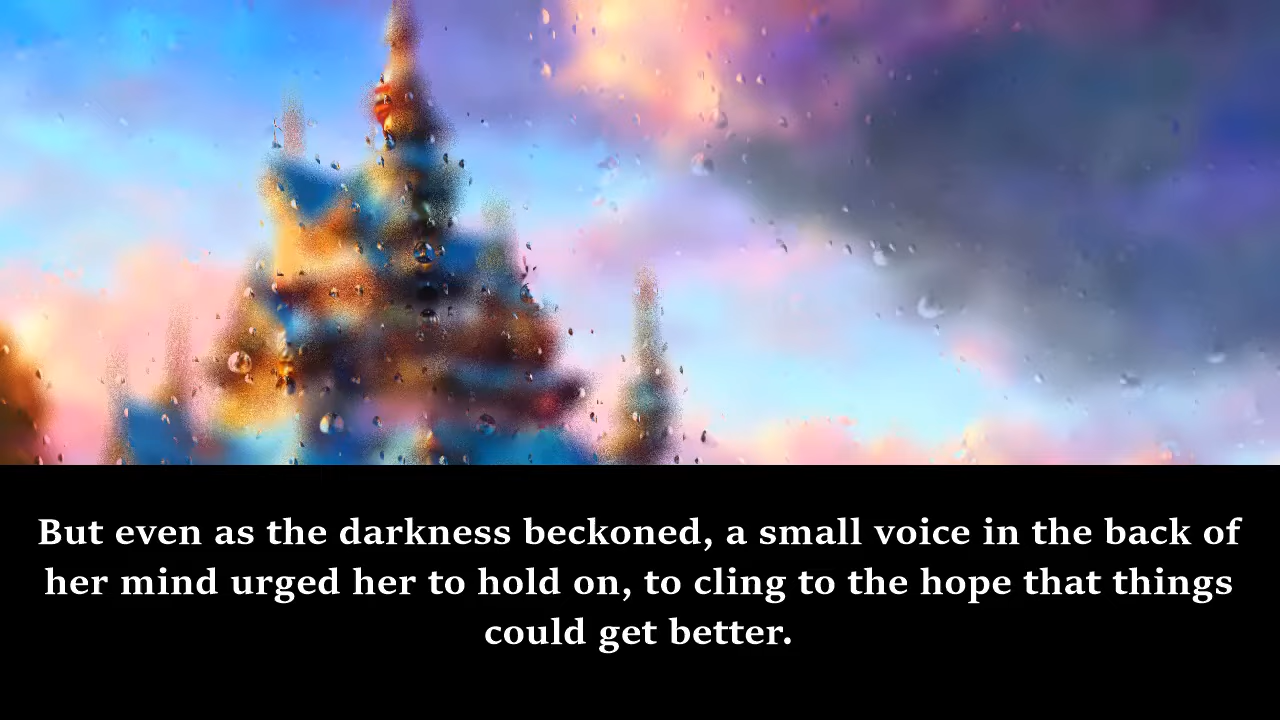 But even as the darkness beckoned, a small voice in the back of
her mind urged her to hold on, to cling to the hope that things
could get better.